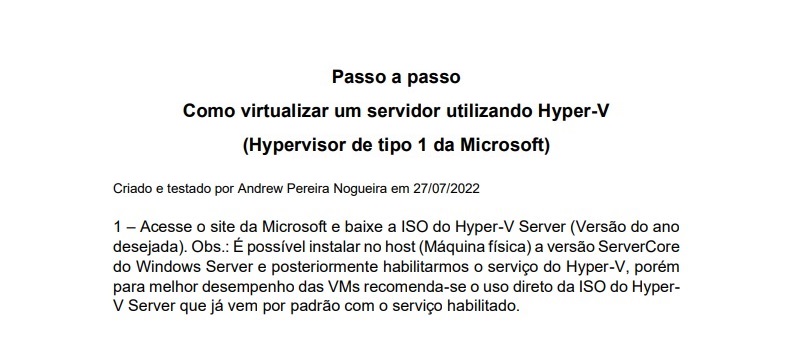 Passo a passo
Como virtualizar um servidor utilizando Hyper-V
(Hypervisor de tipo 1 da Microsoft)
Criado e testado por Andrew Pereira Nogueira em 27/07/2022
1 – Acesse o site da Microsoft e baixe a ISO do Hyper-V Server (Versão do ano
desejada). Obs.: É possível instalar no host (Máquina física) a versão ServerCore
do Windows Server e posteriormente habilitarmos o serviço do Hyper-V, porém
para melhor desempenho das VMs recomenda-se o uso direto da ISO do Hyper-
V Server que já vem por padrão com o serviço habilitado.